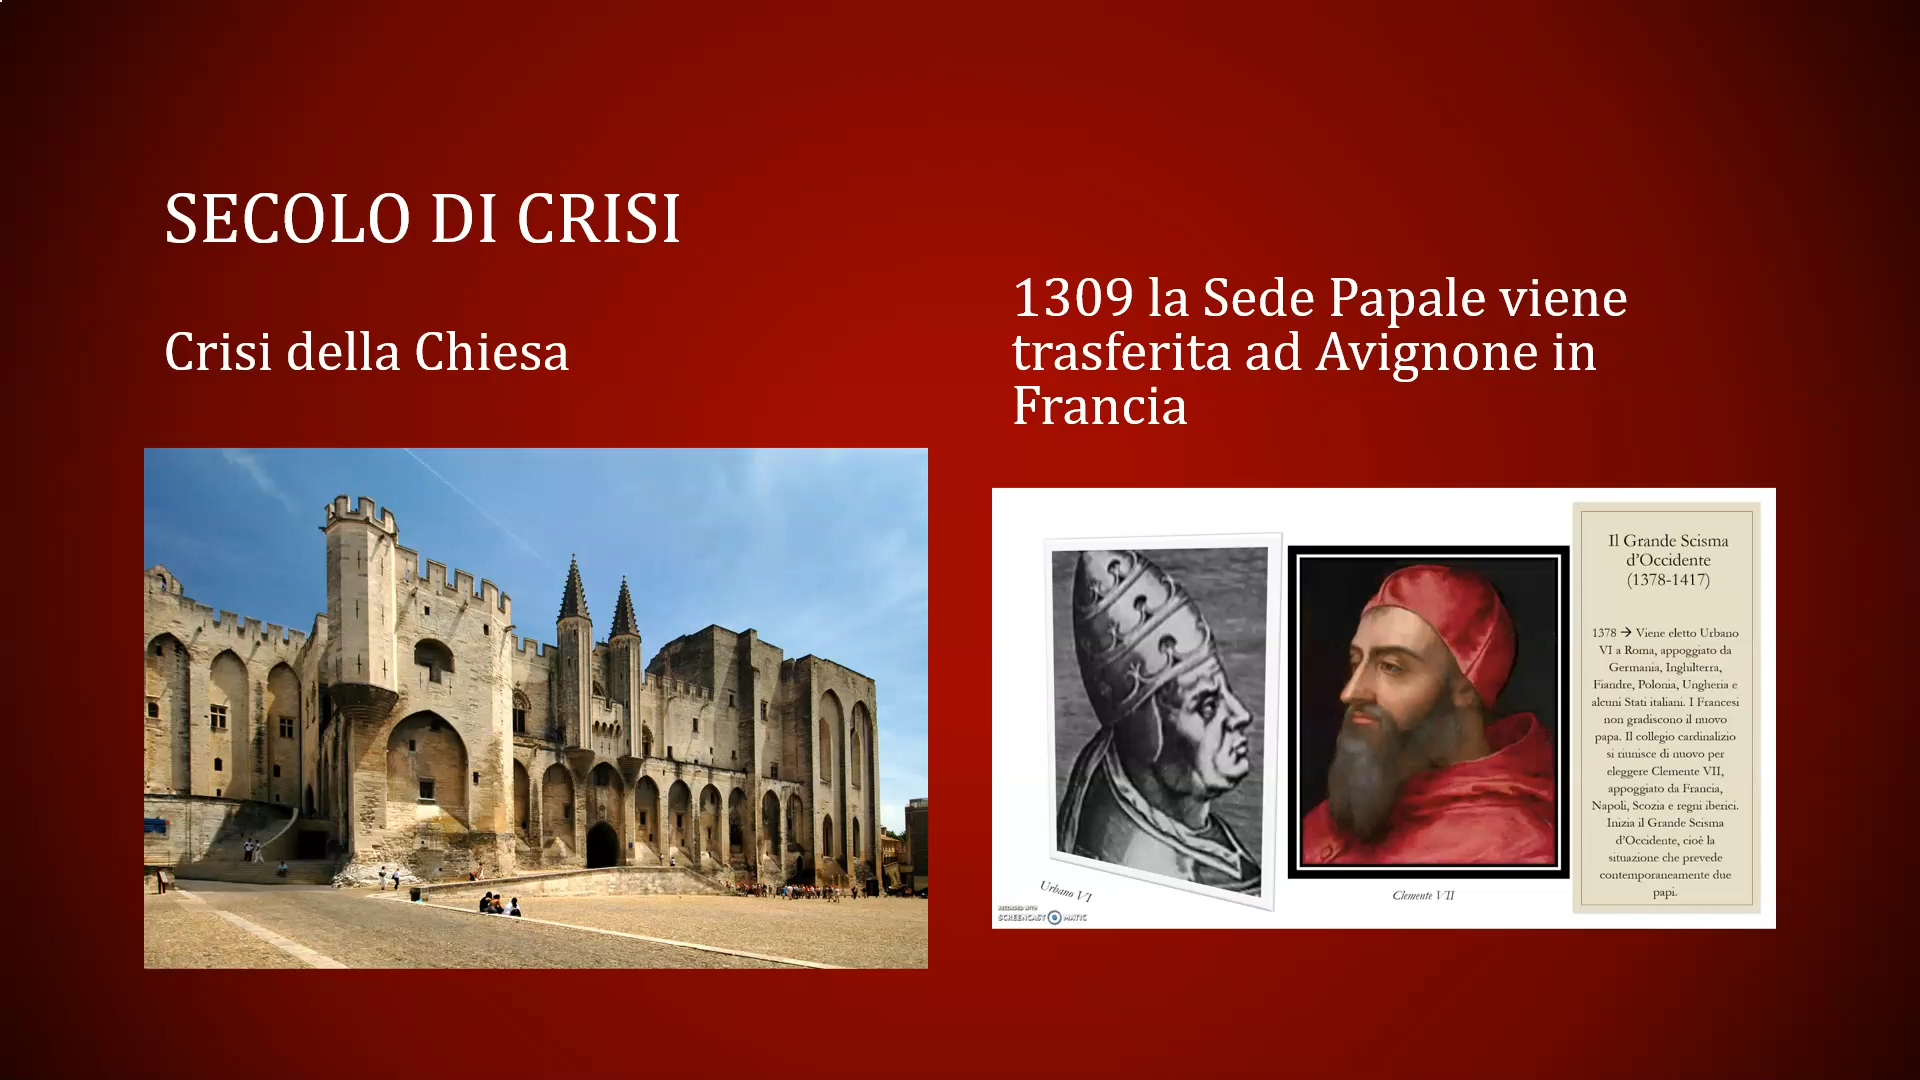 SECOLO DI CRISI
Crisi della Chiesa
1309 la Sede Papale viene
trasferita ad Avignone in
Francia
Urbano VI
RECORDED WITH
SCREENCAST MATIC
Clemente VII
Il Grande Scisma
d'Occidente
(1378-1417)
1378 → Viene eletto Urbano
VI a Roma, appoggiato da
Germania, Inghilterra,
Fiandre, Polonia, Ungheria e
alcuni Stati italiani. I Francesi
non gradiscono il nuovo
papa. Il collegio cardinalizio
si riunisce di nuovo per
eleggere Clemente VII,
appoggiato da Francia,
Napoli, Scozia e regni iberici.
Inizia il Grande Scisma
d'Occidente, cioè la
situazione che prevede
contemporaneamente due
papi.